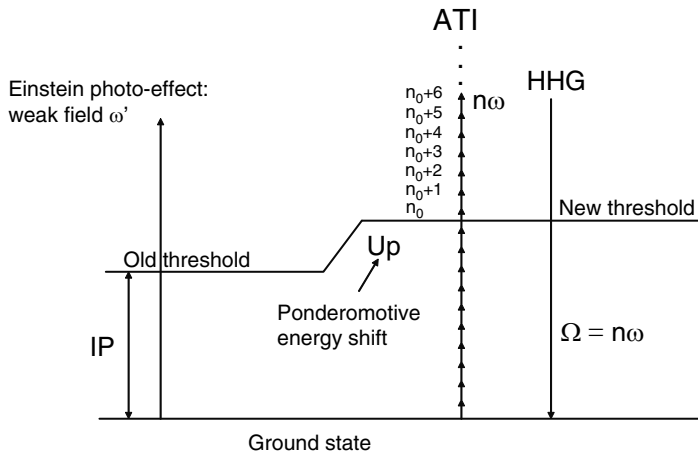 ATI
Einstein photo-effect:
weak field ω’
HHG
nω
n₀+6
n₀+5
n₀+4
n₀+3
n₀+2
n₀+1
n₀
New threshold
Old threshold
Up
Ponderomotive
energy shift
IP
Ω = nω
Ground state